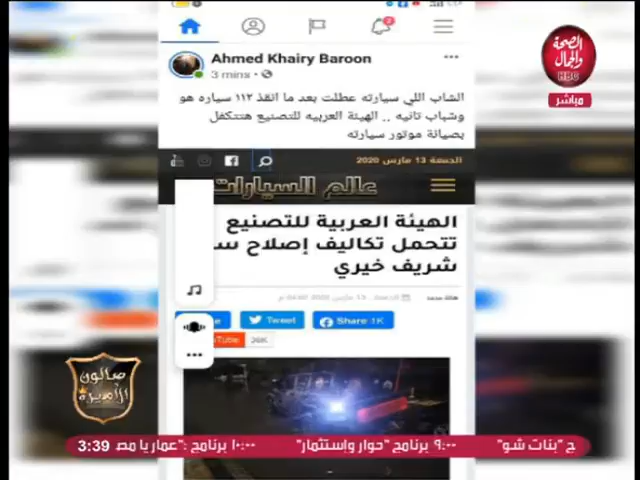 Ahmed Khairy Baroon
3 mins
الشاب اللي سيارته عطلت بعد ما انقذ ١١٢ سياره هو
وشباب تانيه .. الهيئة العربيه للتصنيع هتتكفل
بصيانة موتور سيارته
الجمعة 13 مارس 2020
عالم السيارات
الهيئة العربية للتصنيع
تتحمل تكاليف إصلاح
شريف خيري
Tweet
Share 1K
26K
الصحة
والجمال
HBC
مباشر
صالون
الأميرة
ج "بنات شو" ٩:٠٠ برنامج "حوار وإستثمار" ١٠:٠٠ برنامج :"عمار يا مصر
3:39